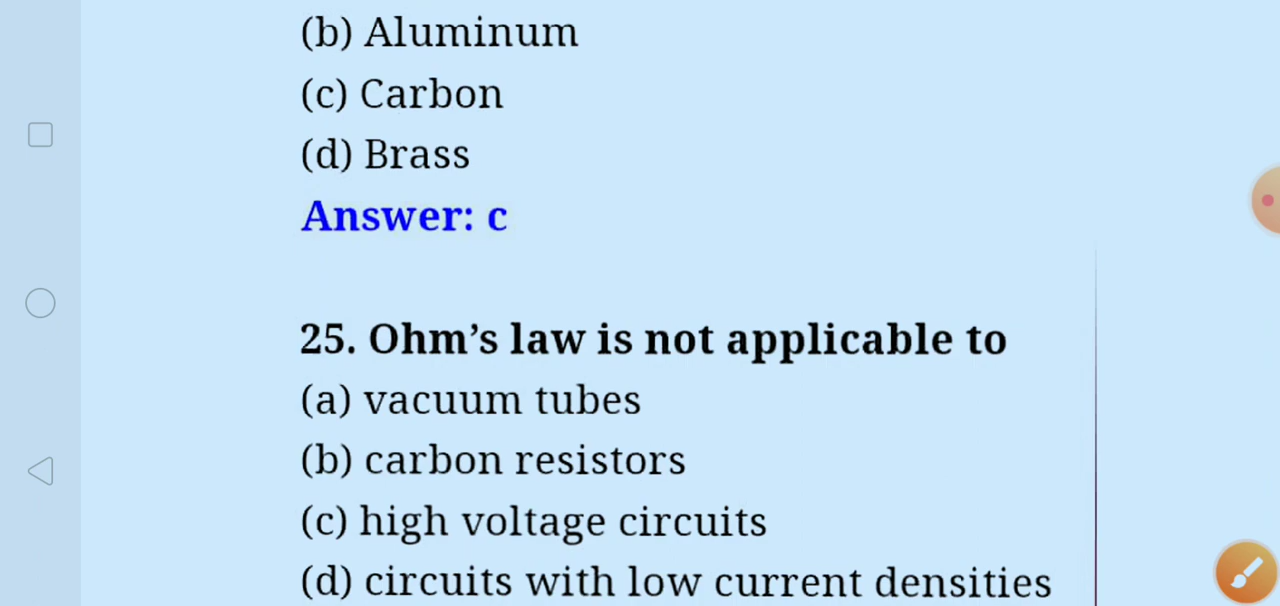 (b) Aluminum
(c) Carbon
(d) Brass
Answer: c
25. Ohm’s law is not applicable to
(a) vacuum tubes
(b) carbon resistors
(c) high voltage circuits
(d) circuits with low current densities